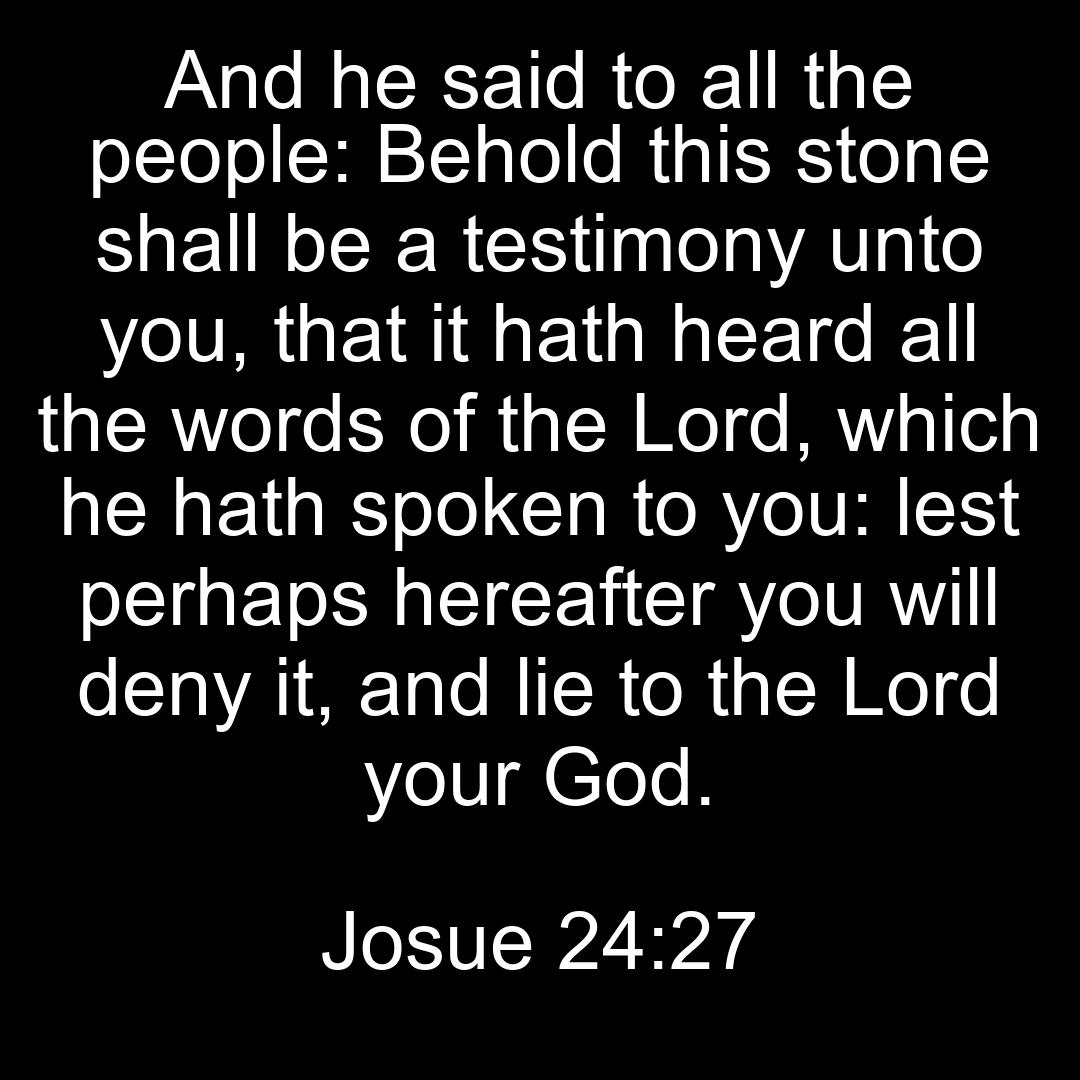 And he said to all the
people: Behold this stone
shall be a testimony unto
you, that it hath heard all
the words of the Lord, which
he hath spoken to you: lest
perhaps hereafter you will
deny it, and lie to the Lord
your God.
Josue 24:27